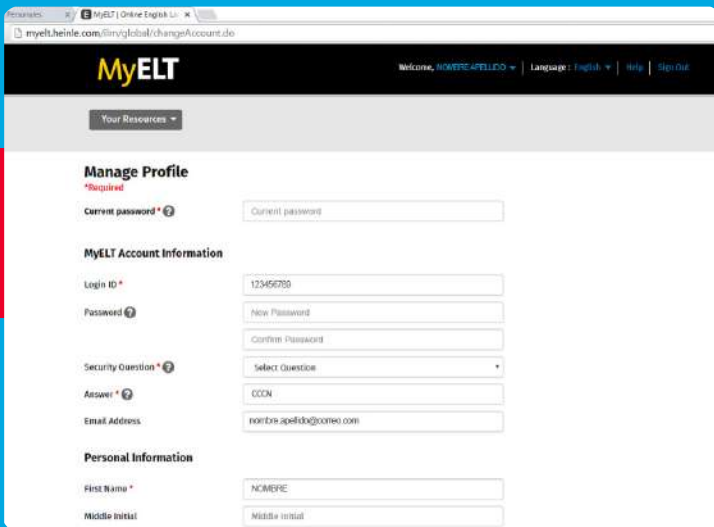 Personales
MyELT | Online English L
myelt.heinle.com/ilrn/global/changeAccount.do
MyELT
Welcome, NOMBRE APELLIDO | Language : English | Help | Sign Out
Your Resources
Manage Profile
*Required
Current password * ? Current password
MyELT Account Information
Login ID * 123456789
Password ? New Password
Confirm Password
Security Question * ? Select Question
Answer * ? CCCN
Email Address nombre.apellido@correo.com
Personal Information
First Name * NOMBRE
Middle Initial Middle Initial